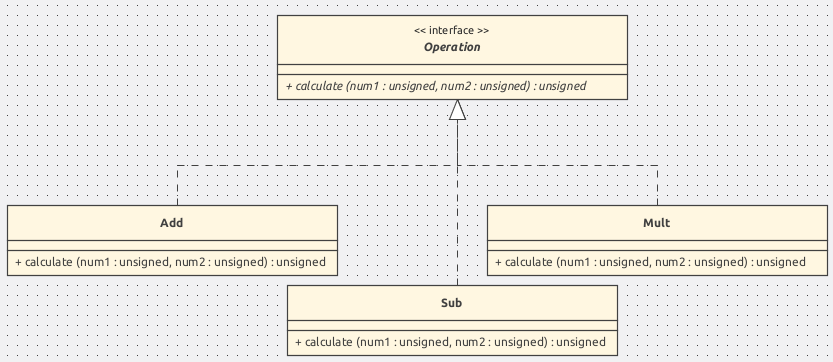 << interface >>
Operation
+ calculate (num1 : unsigned, num2 : unsigned) : unsigned
Add
+ calculate (num1 : unsigned, num2 : unsigned) : unsigned
Mult
+ calculate (num1 : unsigned, num2 : unsigned) : unsigned
Sub
+ calculate (num1 : unsigned, num2 : unsigned) : unsigned